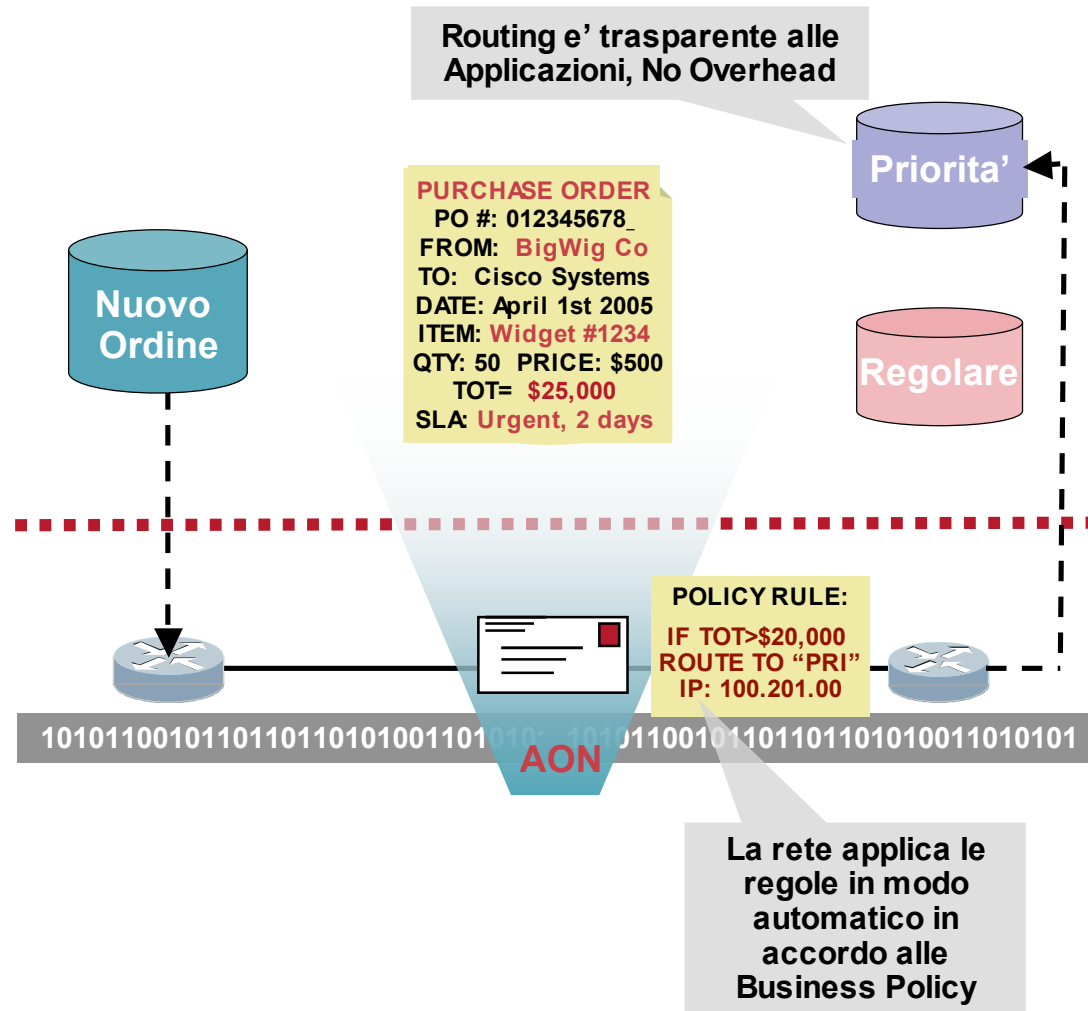 Routing e' trasparente alle
Applicazioni, No Overhead
Priorita'
PURCHASE ORDER
PO #: 012345678_
FROM: BigWig Co
TO: Cisco Systems
DATE: April 1st 2005
ITEM: Widget #1234
QTY: 50 PRICE: $500
TOT= $25,000
SLA: Urgent, 2 days
Nuovo
Ordine
Regolare
POLICY RULE:
IF TOT>$20,000
ROUTE TO “PRI”
IP: 100.201.00
AON
La rete applica le
regole in modo
automatico in
accordo alle
Business Policy